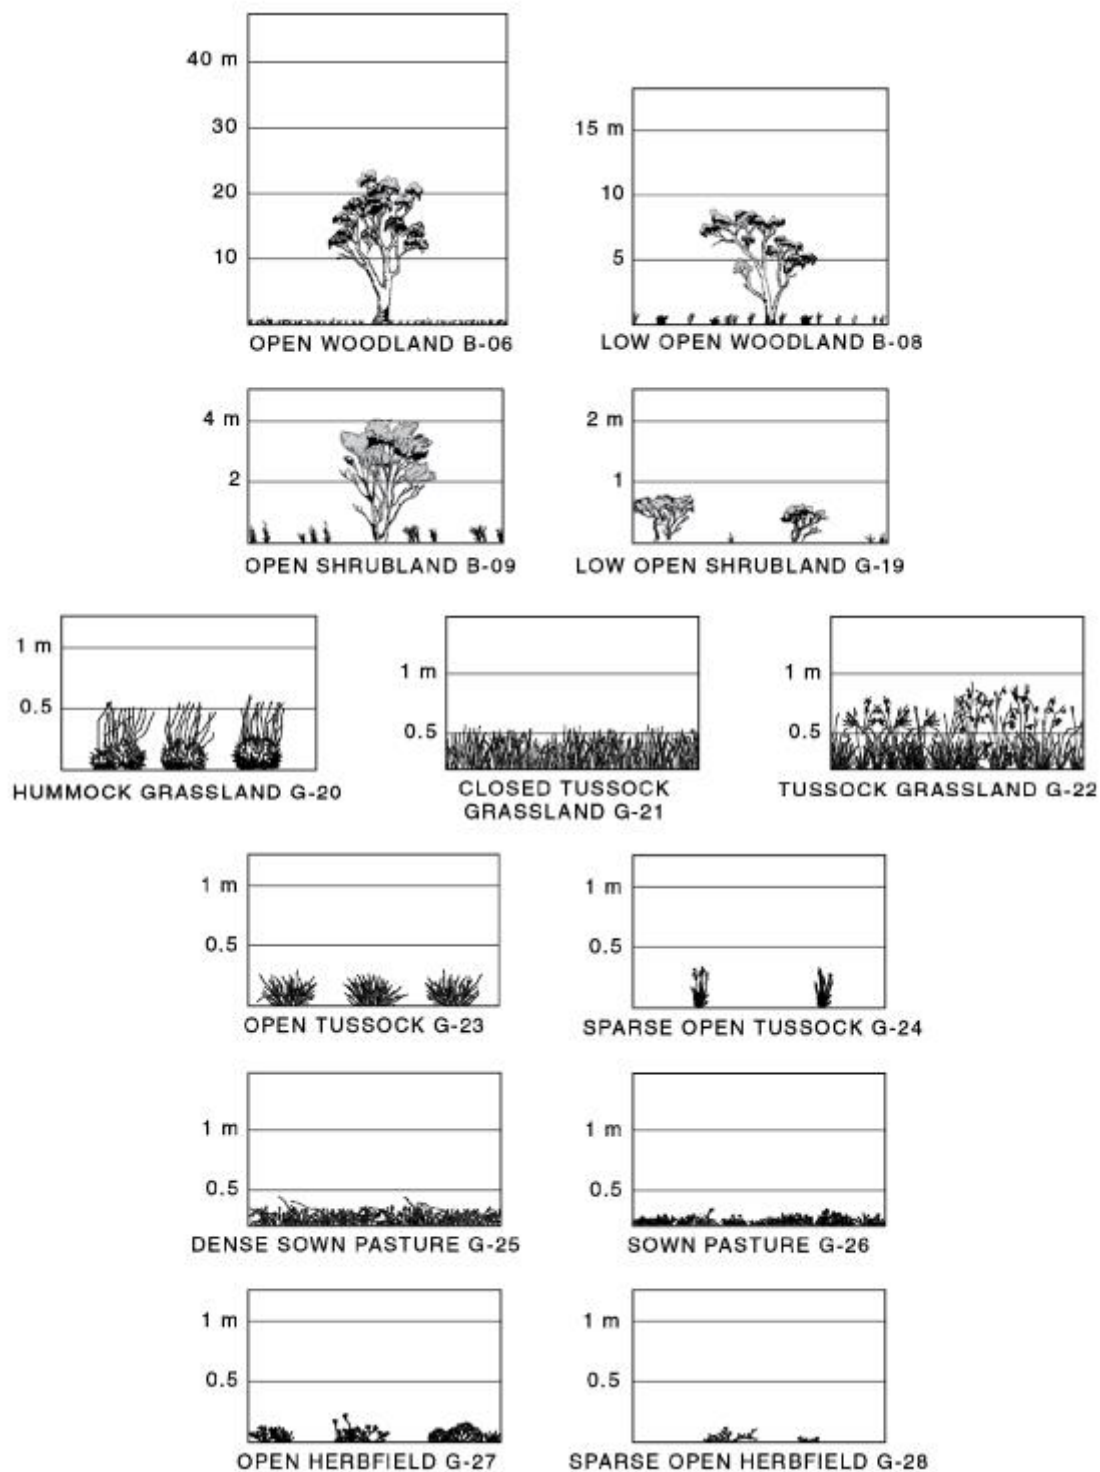 40 m
30
20
10
OPEN WOODLAND B-06
15 m
10
5
LOW OPEN WOODLAND B-08
4 m
2
OPEN SHRUBLAND B-09
2 m
1
LOW OPEN SHRUBLAND G-19
1 m
0.5
HUMMOCK GRASSLAND G-20
1 m
0.5
CLOSED TUSSOCK
GRASSLAND G-21
1 m
0.5
TUSSOCK GRASSLAND G-22
1 m
0.5
OPEN TUSSOCK G-23
1 m
0.5
SPARSE OPEN TUSSOCK G-24
1 m
0.5
DENSE SOWN PASTURE G-25
1 m
0.5
SOWN PASTURE G-26
1 m
0.5
OPEN HERBFIELD G-27
1 m
0.5
SPARSE OPEN HERBFIELD G-28